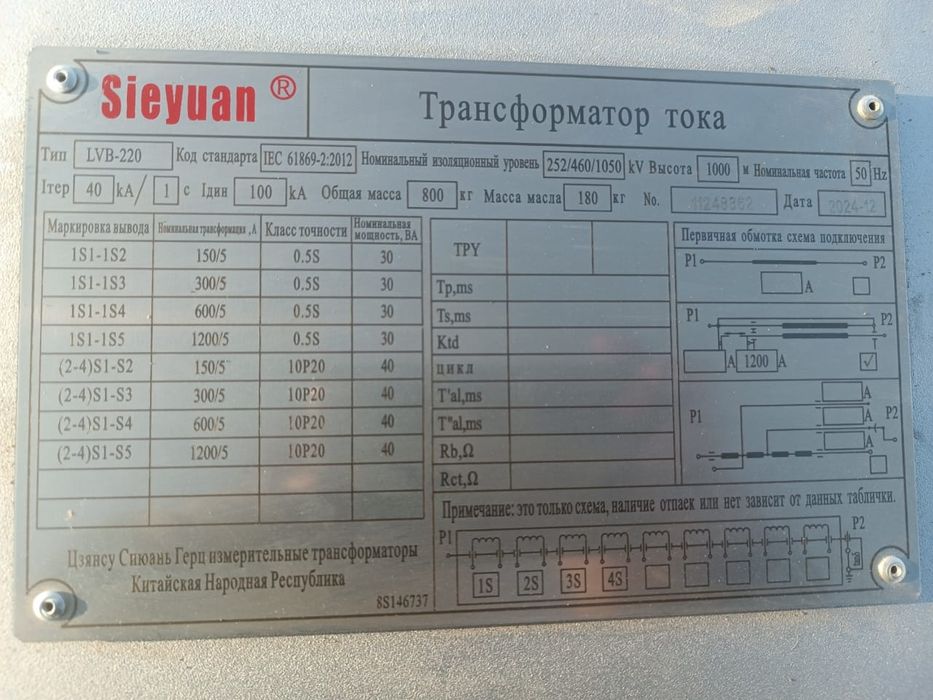 Sieyuan ®
Трансформатор тока
Тип LVB-220 Код стандарта IEC 61869-2:2012 Номинальный изоляционный уровень 252/460/1050 kV Высота 1000 м Номинальная частота 50 Hz
Iтер 40 kA/ 1 с Iдин 100 kA Общая масса 800 кг Масса масла 180 кг No. Дата 2024-12
Маркировка вывода Номинальная трансформация ,А Класс точности Номинальная мощность, ВА
1S1-1S2 150/5 0.5S 30
1S1-1S3 300/5 0.5S 30
1S1-1S4 600/5 0.5S 30
1S1-1S5 1200/5 0.5S 30
(2-4)S1-S2 150/5 10P20 40
(2-4)S1-S3 300/5 10P20 40
(2-4)S1-S4 600/5 10P20 40
(2-4)S1-S5 1200/5 10P20 40
TPY
Tp,ms
Ts,ms
Ktd
цикл
T'al,ms
T"al,ms
Rb,Ω
Rct,Ω
Первичная обмотка схема подключения
P1 P2
A
P1 P2
A 1200 A ✓
A
P1 A P2
A
Примечание: это только схема, наличие отпаек или нет зависит от данных таблички.
P1 P2
1S 2S 3S 4S
Цзянсу Сиюань Герц измерительные трансформаторы
Китайская Народная Республика
8S146737